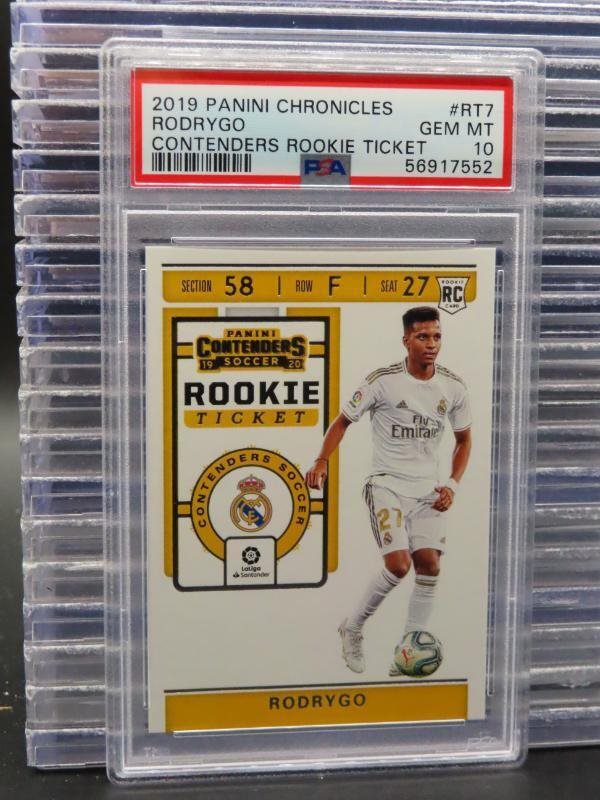 2019 PANINI CHRONICLES #RT7
RODRYGO GEM MT
CONTENDERS ROOKIE TICKET 10
PSA 56917552
SECTION 58 | ROW F | SEAT 27
ROOKIE
RC
CARD
PANINI
CONTENDERS
19 SOCCER 20
ROOKIE
TICKET
CONTENDERS SOCCER
LaLiga
Santander
Fly
Emirates
27
RODRYGO